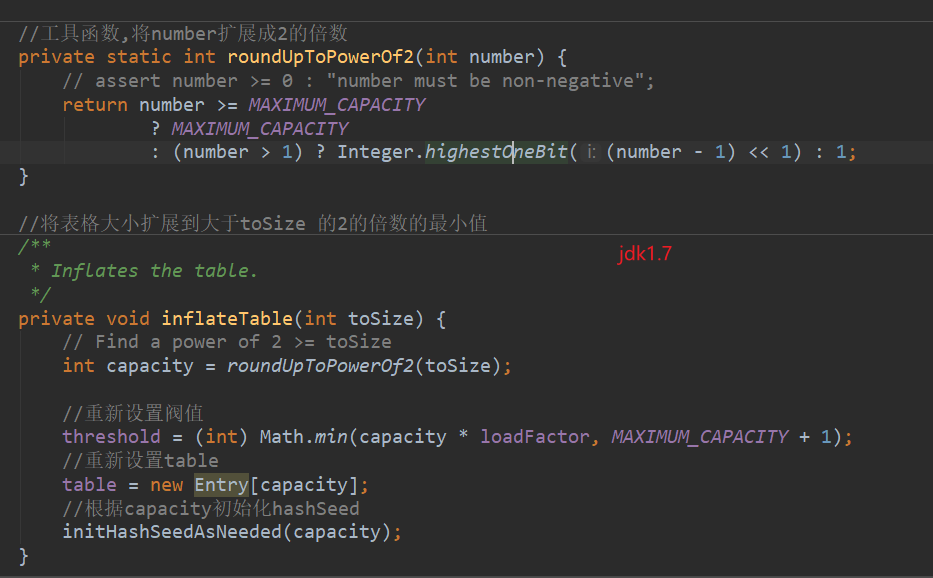 //工具函数,将number扩展成2的倍数
private static int roundUpToPowerOf2(int number) {
    // assert number >= 0 : "number must be non-negative";
    return number >= MAXIMUM_CAPACITY
            ? MAXIMUM_CAPACITY
            : (number > 1) ? Integer.highestOneBit( i: (number - 1) << 1) : 1;
}
//将表格大小扩展到大于toSize 的2的倍数的最小值
/**
 * Inflates the table.
 */
jdk1.7
private void inflateTable(int toSize) {
    // Find a power of 2 >= toSize
    int capacity = roundUpToPowerOf2(toSize);
    //重新设置阀值
    threshold = (int) Math.min(capacity * loadFactor, MAXIMUM_CAPACITY + 1);
    //重新设置table
    table = new Entry[capacity];
    //根据capacity初始化hashSeed
    initHashSeedAsNeeded(capacity);
}